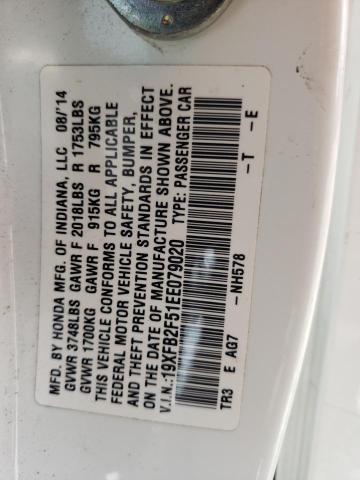 MFD. BY HONDA MFG. OF INDIANA, LLC 08/'14
GVWR 3748LBS GAWR F 2018LBS R 1753LBS
GVWR 1700KG GAWR F 915KG R 795KG
THIS VEHICLE CONFORMS TO ALL APPLICABLE
FEDERAL MOTOR VEHICLE SAFETY, BUMPER,
AND THEFT PREVENTION STANDARDS IN EFFECT
ON THE DATE OF MANUFACTURE SHOWN ABOVE.
V.I.N.:19XFB2F51EE079020 TYPE: PASSENGER CAR
TR3 E AG7 -NH578 -T -E